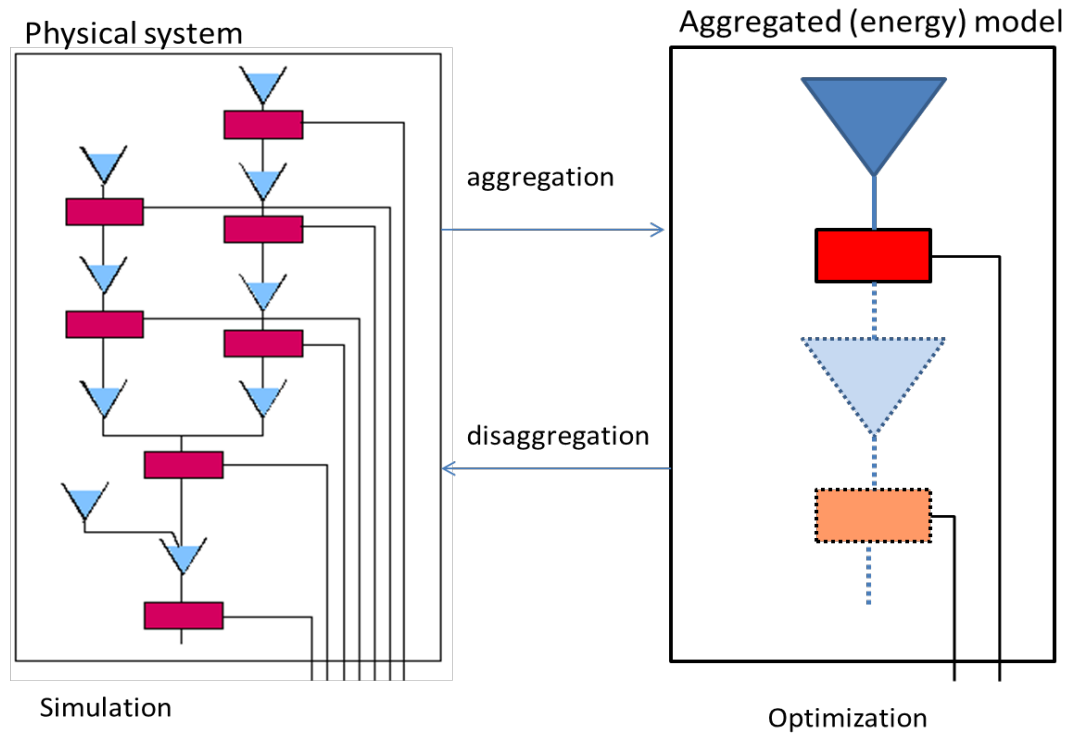 Physical system
Aggregated (energy) model
aggregation
disaggregation
Simulation
Optimization